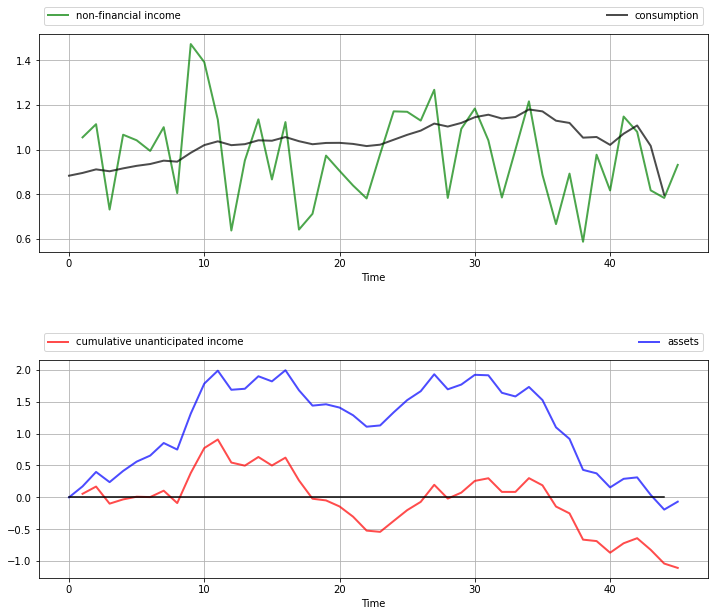 non-financial income consumption
1.4
1.2
1.0
0.8
0.6
0 10 20 30 40
Time
cumulative unanticipated income assets
2.0
1.5
1.0
0.5
0.0
−0.5
−1.0
0 10 20 30 40
Time